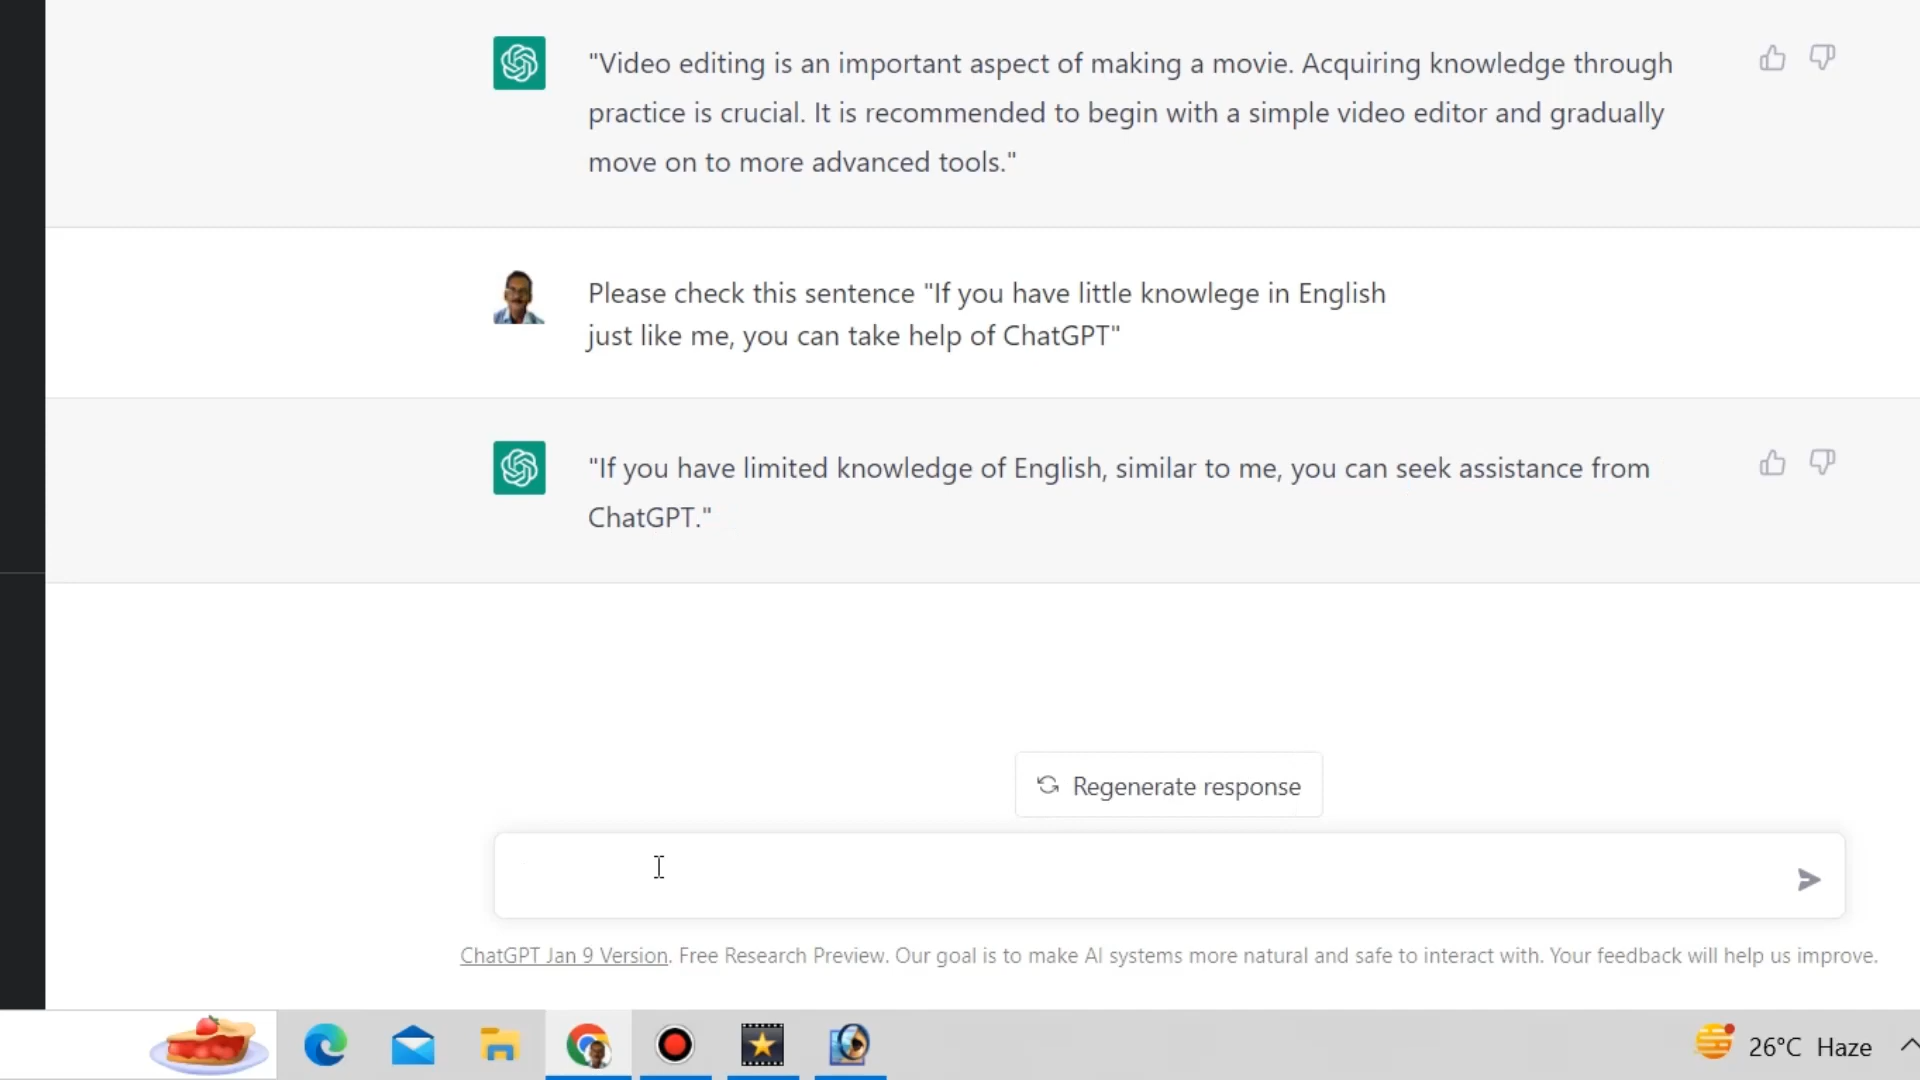 "Video editing is an important aspect of making a movie. Acquiring knowledge through
practice is crucial. It is recommended to begin with a simple video editor and gradually
move on to more advanced tools."
Please check this sentence "If you have little knowlege in English
just like me, you can take help of ChatGPT"
"If you have limited knowledge of English, similar to me, you can seek assistance from
ChatGPT."
Regenerate response
ChatGPT Jan 9 Version. Free Research Preview. Our goal is to make AI systems more natural and safe to interact with. Your feedback will help us improve.
26°C Haze